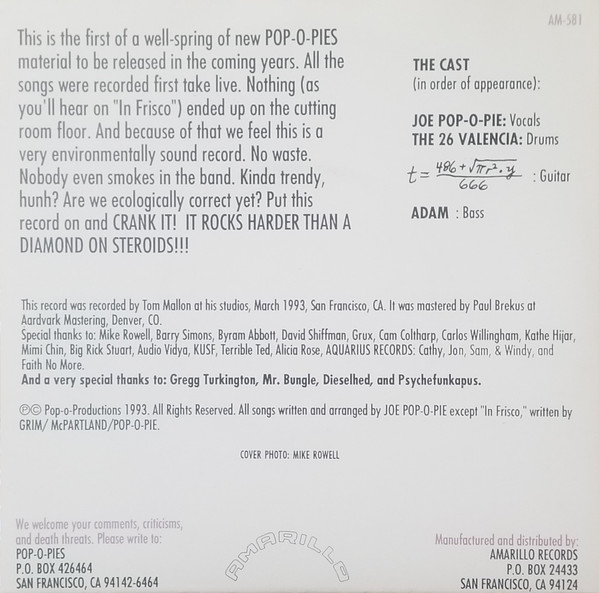 AM-581
This is the first of a well-spring of new POP-O-PIES
material to be released in the coming years. All the
songs were recorded first take live. Nothing (as
you'll hear on "In Frisco") ended up on the cutting
room floor. And because of that we feel this is a
very environmentally sound record. No waste.
Nobody even smokes in the band. Kinda trendy,
hunh? Are we ecologically correct yet? Put this
record on and CRANK IT! IT ROCKS HARDER THAN A
DIAMOND ON STEROIDS!!!
THE CAST
(in order of appearance):
JOE POP-O-PIE: Vocals
THE 26 VALENCIA: Drums
t = 486 + √πr². y / 666 : Guitar
ADAM : Bass
This record was recorded by Tom Mallon at his studios, March 1993, San Francisco, CA. It was mastered by Paul Brekus at
Aardvark Mastering, Denver, CO.
Special thanks to: Mike Rowell, Barry Simons, Byram Abbott, David Shiffman, Grux, Cam Coltharp, Carlos Willingham, Kathe Hijar,
Mimi Chin, Big Rick Stuart, Audio Vidya, KUSF, Terrible Ted, Alicia Rose, AQUARIUS RECORDS: Cathy, Jon, Sam, & Windy, and
Faith No More.
And a very special thanks to: Gregg Turkington, Mr. Bungle, Dieselhed, and Psychefunkapus.
℗© Pop-o-Productions 1993. All Rights Reserved. All songs written and arranged by JOE POP-O-PIE except "In Frisco," written by
GRIM/ McPARTLAND/POP-O-PIE.
COVER PHOTO: MIKE ROWELL
We welcome your comments, criticisms,
and death threats. Please write to:
POP-O-PIES
P.O. BOX 426464
SAN FRANCISCO, CA 94142-6464
AMARILLO
Manufactured and distributed by:
AMARILLO RECORDS
P.O. BOX 24433
SAN FRANCISCO, CA 94124